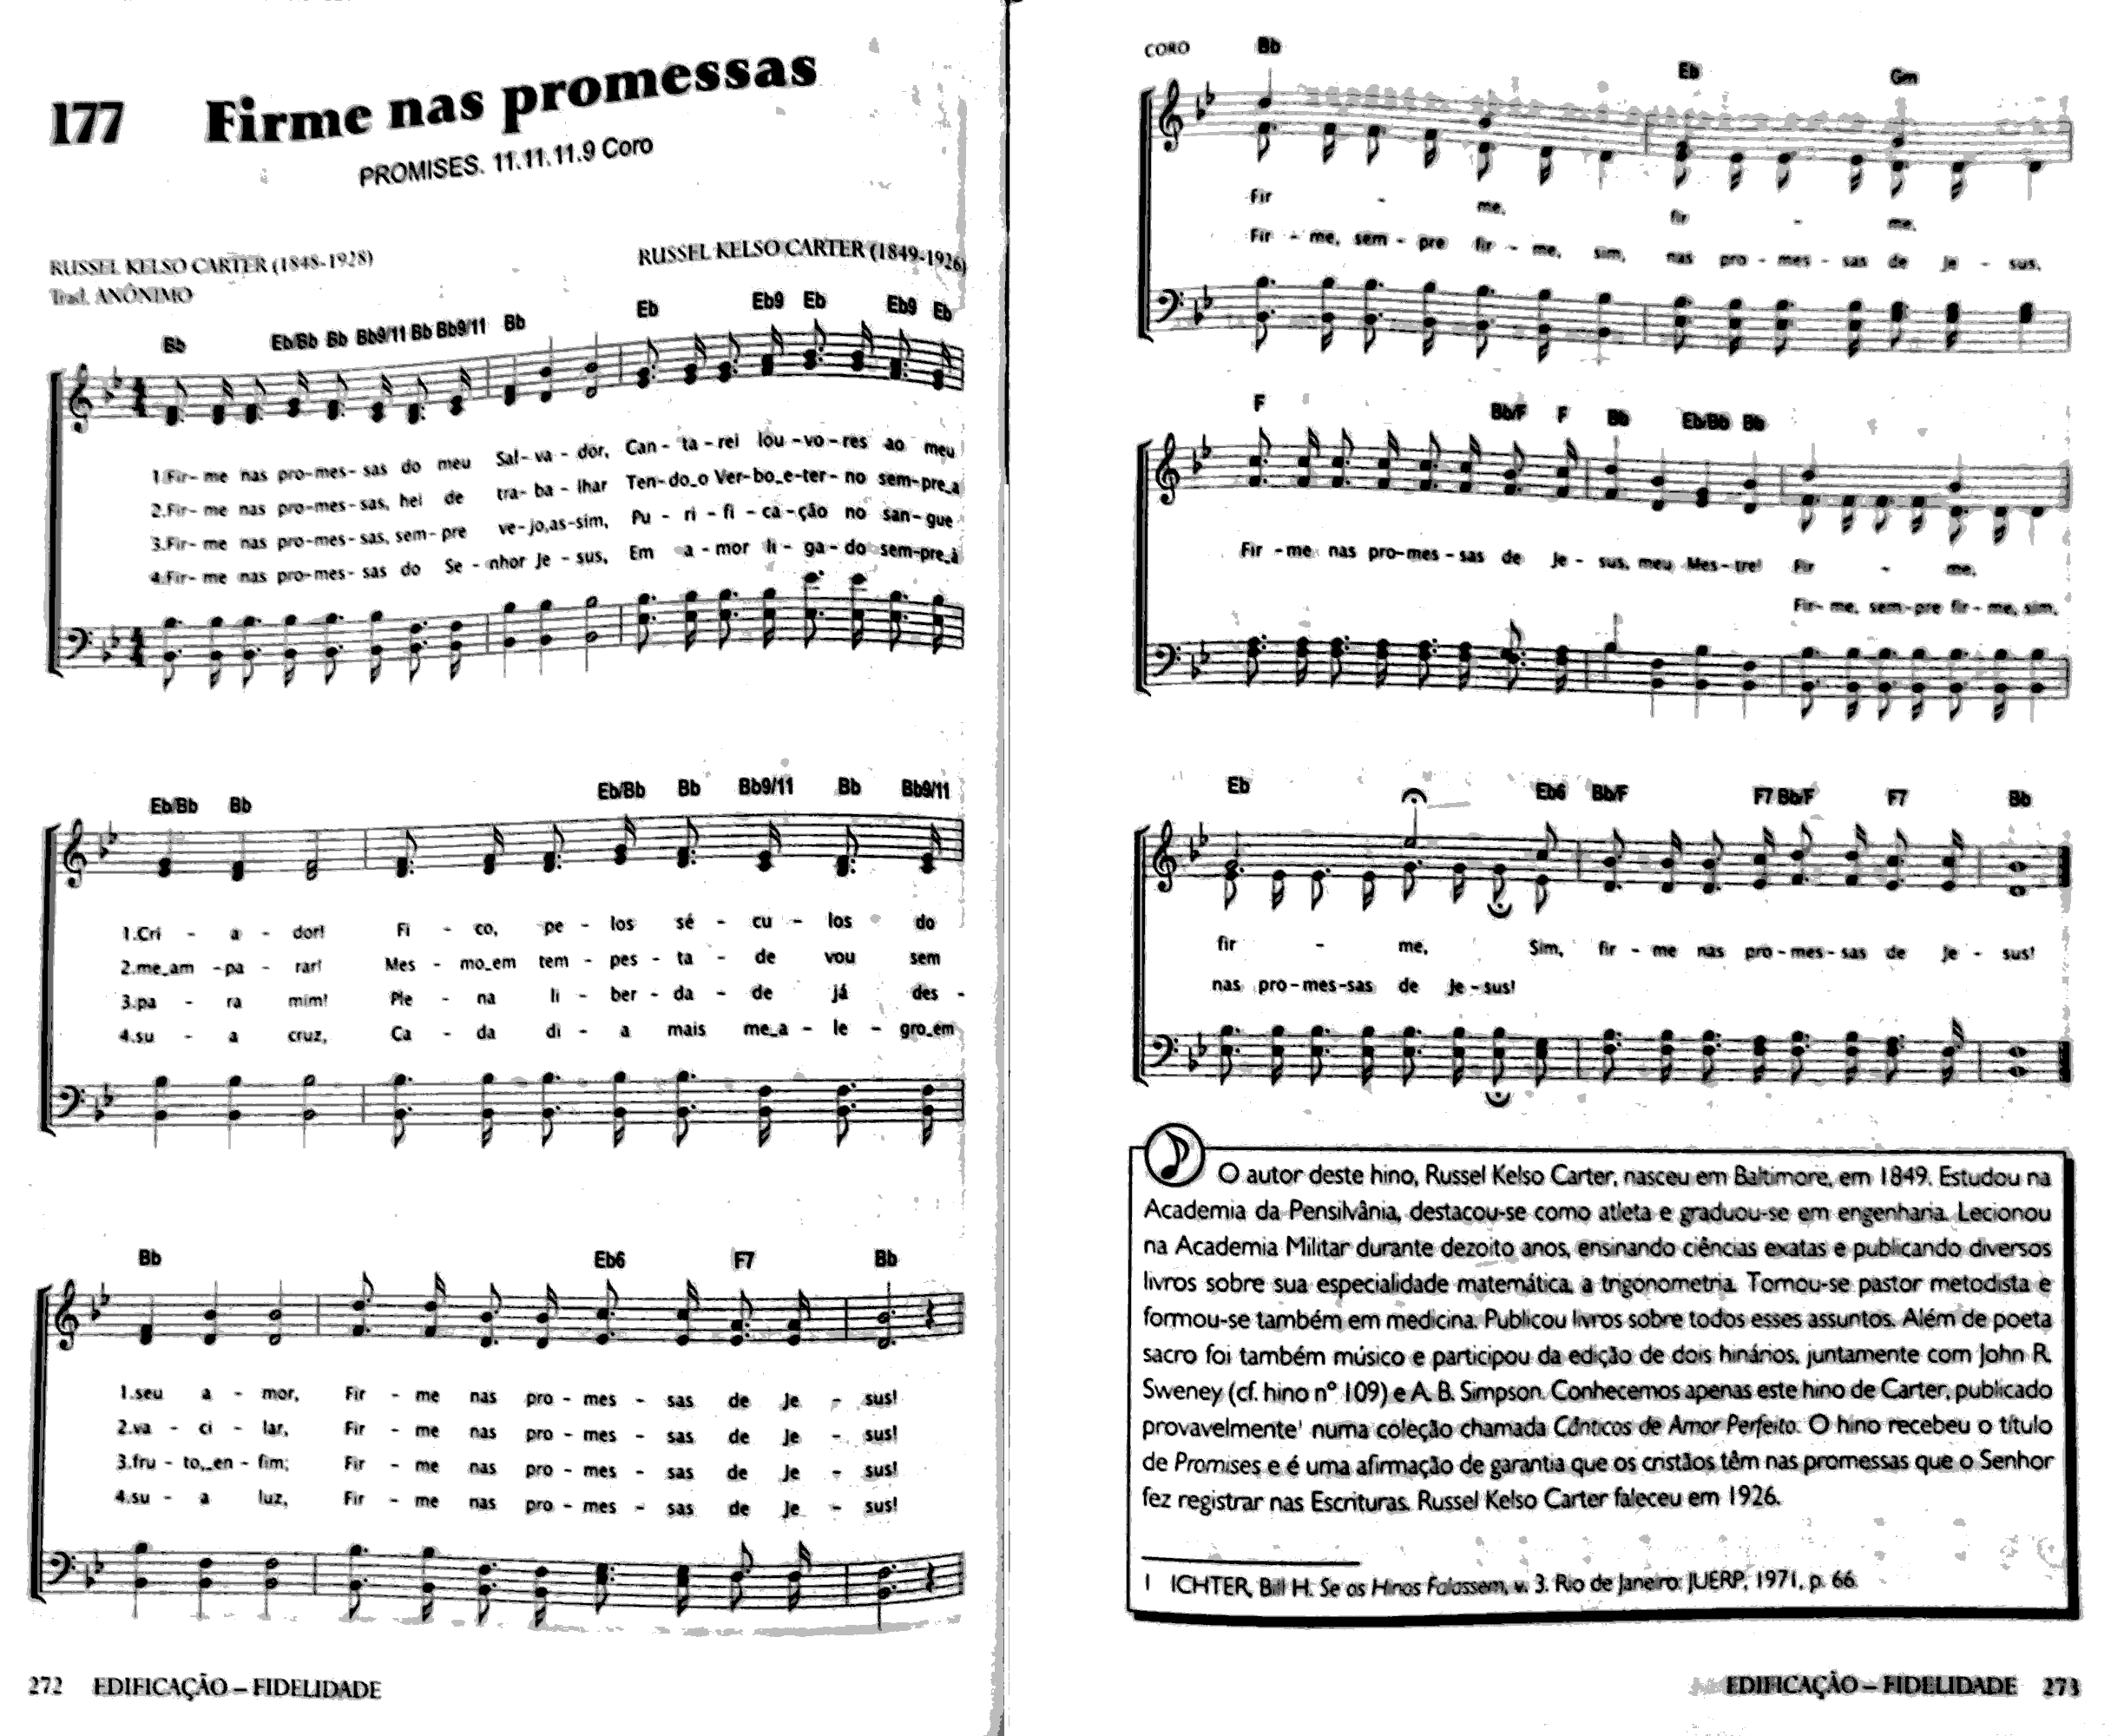 177 Firme nas promessas
PROMISES. 11.11.11.9 Coro
RUSSEL KELSO CARTER (1848-1928)
Trad. ANÔNIMO
RUSSEL KELSO CARTER (1849-1926)
Bb Eb/Bb Bb Bb9/11 Bb Bb9/11 Bb Eb Eb9 Eb Eb9 Eb
1.Fir- me nas pro-mes- sas do meu Sal- va - dor, Can - ta - rei lou -vo - res ao meu
2.Fir- me nas pro-mes- sas, hei de tra- ba - lhar Ten-do_o Ver-bo_e-ter- no sem-pre_a
3.Fir- me nas pro-mes- sas, sem- pre ve-jo,as-sim, Pu - ri - fi - ca -ção no san- gue
4.Fir- me nas pro-mes- sas do Se - nhor Je - sus, Em a - mor li - ga- do sem-pre_à
Eb/Bb Bb Eb/Bb Bb Bb9/11 Bb Bb9/11
1.Cri - a - dor! Fi - co, pe - los sé - cu - los do
2.me_am -pa - rar! Mes - mo_em tem - pes - ta - de vou sem
3.pa - ra mim! Ple - na li - ber - da - de já des -
4.su - a cruz, Ca - da di - a mais me_a - le - gro_em
Bb Eb6 F7 Bb
1.seu a - mor, Fir - me nas pro - mes - sas de Je - sus!
2.va - ci - lar, Fir - me nas pro - mes - sas de Je - sus!
3.fru - to,_en - fim; Fir - me nas pro - mes - sas de Je - sus!
4.su - a luz, Fir - me nas pro - mes - sas de Je - sus!
272 EDIFICAÇÃO – FIDELIDADE
CORO Bb Eb Gm
Fir - me, fir - me,
Fir - me, sem - pre fir - me, sim, nas pro - mes - sas de Je - sus,
F Bb/F F Bb Eb/Bb Bb
Fir -me nas pro-mes - sas de Je - sus, meu Mes-tre! Fir - me,
Fir- me, sem-pre fir - me, sim,
Eb Eb6 Bb/F F7 Bb/F F7 Bb
fir - me, Sim, fir - me nas pro - mes - sas de Je - sus!
nas pro-mes-sas de Je-sus!
O autor deste hino, Russel Kelso Carter, nasceu em Baltimore, em 1849. Estudou na
Academia da Pensilvânia, destacou-se como atleta e graduou-se em engenharia. Lecionou
na Academia Militar durante dezoito anos, ensinando ciências exatas e publicando diversos
livros sobre sua especialidade matemática, a trigonometria. Tornou-se pastor metodista e
formou-se também em medicina. Publicou livros sobre todos esses assuntos. Além de poeta
sacro foi também músico e participou da edição de dois hinários, juntamente com John R.
Sweney (cf. hino nº 109) e A. B. Simpson. Conhecemos apenas este hino de Carter, publicado
provavelmente¹ numa coleção chamada Cânticos de Amor Perfeito. O hino recebeu o título
de Promises e é uma afirmação de garantia que os cristãos têm nas promessas que o Senhor
fez registrar nas Escrituras. Russel Kelso Carter faleceu em 1926.
1 ICHTER, Bill H. Se os Hinos Falassem, v. 3. Rio de Janeiro: JUERP, 1971, p. 66.
EDIFICAÇÃO – FIDELIDADE 273